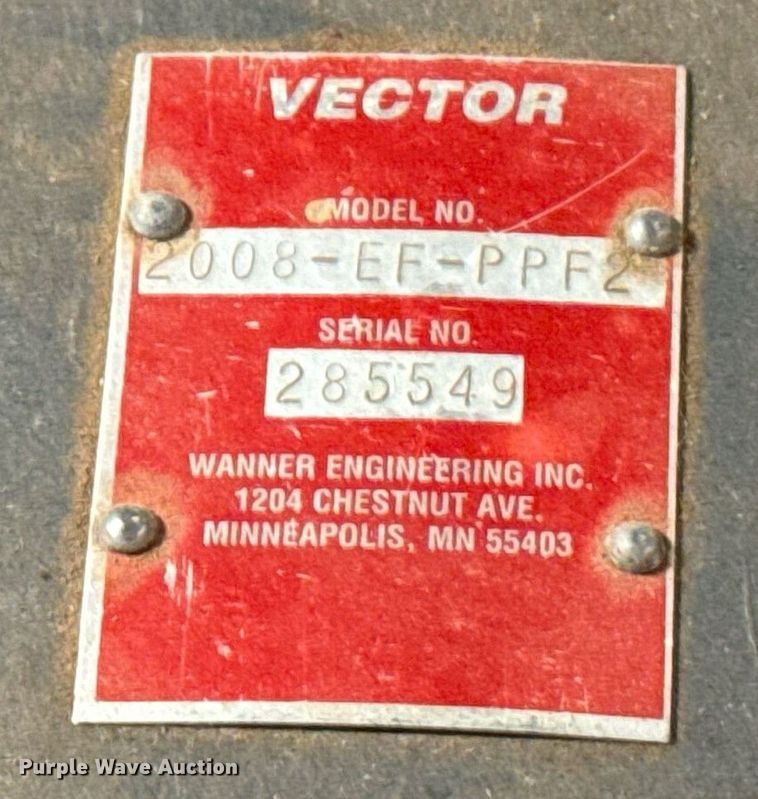 VECTOR
MODEL NO.
2008-EF-PPF2
SERIAL NO.
285549
WANNER ENGINEERING INC.
1204 CHESTNUT AVE.
MINNEAPOLIS, MN 55403
Purple Wave Auction